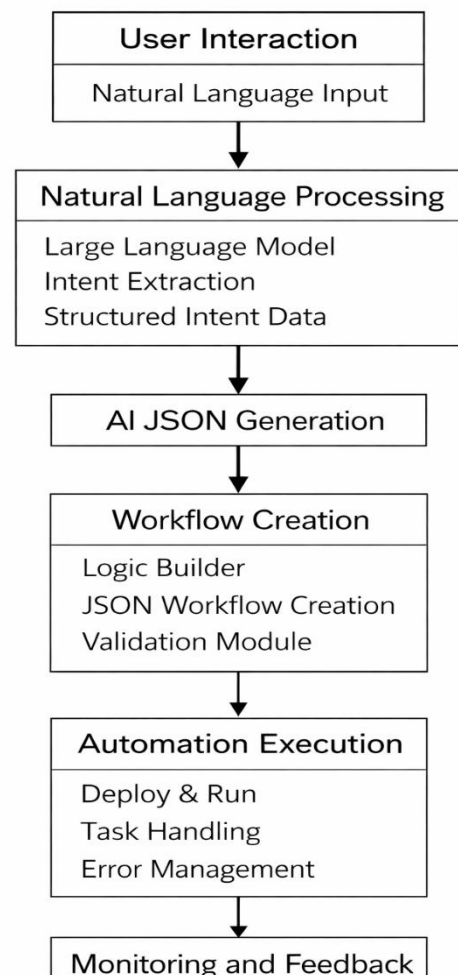 User Interaction
Natural Language Input
Natural Language Processing
Large Language Model
Intent Extraction
Structured Intent Data
AI JSON Generation
Workflow Creation
Logic Builder
JSON Workflow Creation
Validation Module
Automation Execution
Deploy & Run
Task Handling
Error Management
Monitoring and Feedback